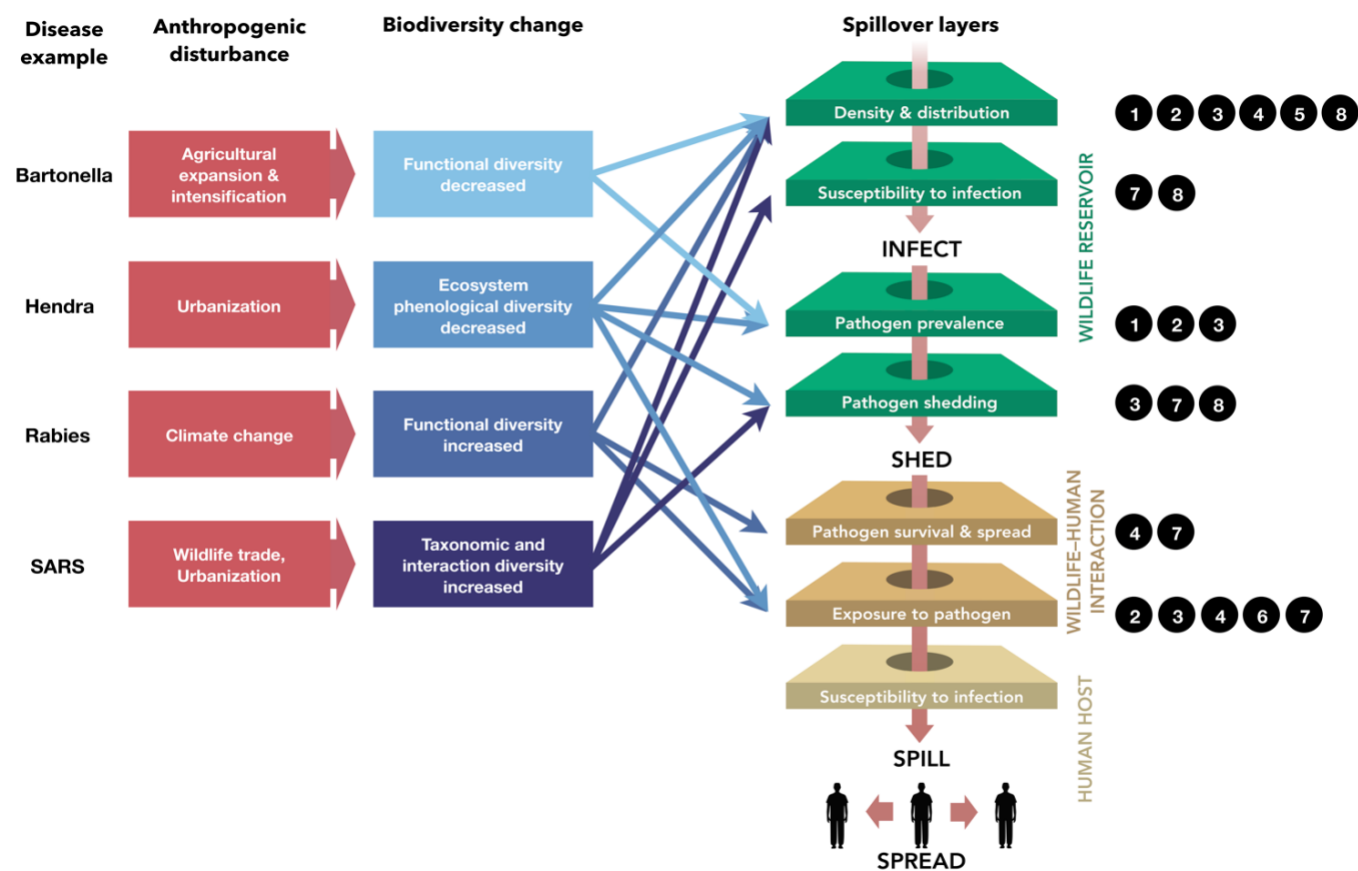 Disease
example
Anthropogenic
disturbance
Biodiversity change
Spillover layers
Bartonella
Agricultural
expansion &
intensification
Functional diversity
decreased
Hendra
Urbanization
Ecosystem
phenological diversity
decreased
Rabies
Climate change
Functional diversity
increased
SARS
Wildlife trade,
Urbanization
Taxonomic and
interaction diversity
increased
Density & distribution
1 2 3 4 5 8
Susceptibility to infection
7 8
INFECT
Pathogen prevalence
1 2 3
Pathogen shedding
3 7 8
SHED
WILDLIFE RESERVOIR
Pathogen survival & spread
4 7
Exposure to pathogen
2 3 4 6 7
WILDLIFE–HUMAN
INTERACTION
Susceptibility to infection
HUMAN HOST
SPILL
SPREAD